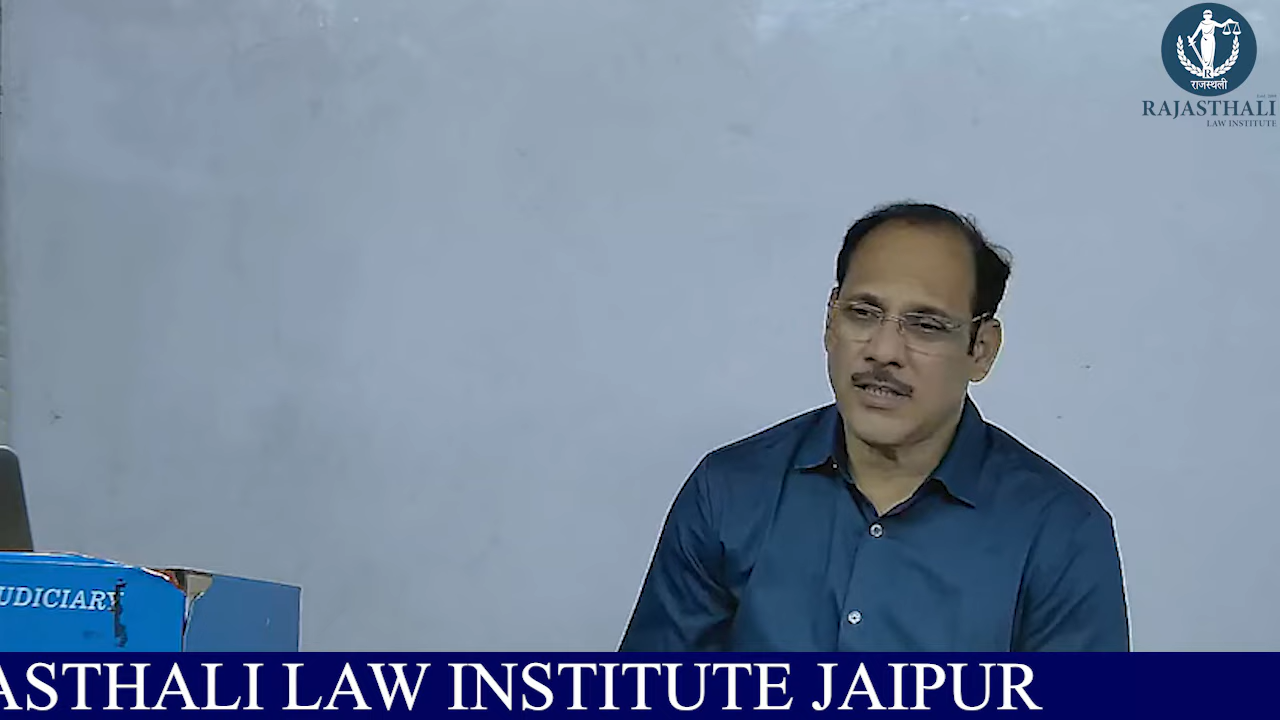 राजस्थली
RAJASTHALI
LAW INSTITUTE
UDICIARY
ASTHALI LAW INSTITUTE JAIPUR